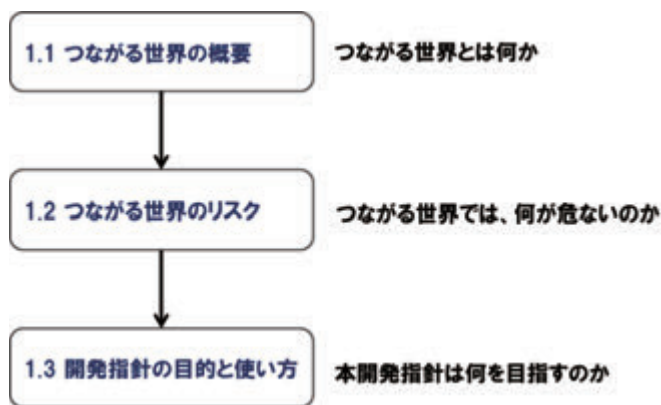 1.1 つながる世界の概要 つながる世界とは何か
1.2 つながる世界のリスク つながる世界では、何が危ないのか
1.3 開発指針の目的と使い方 本開発指針は何を目指すのか